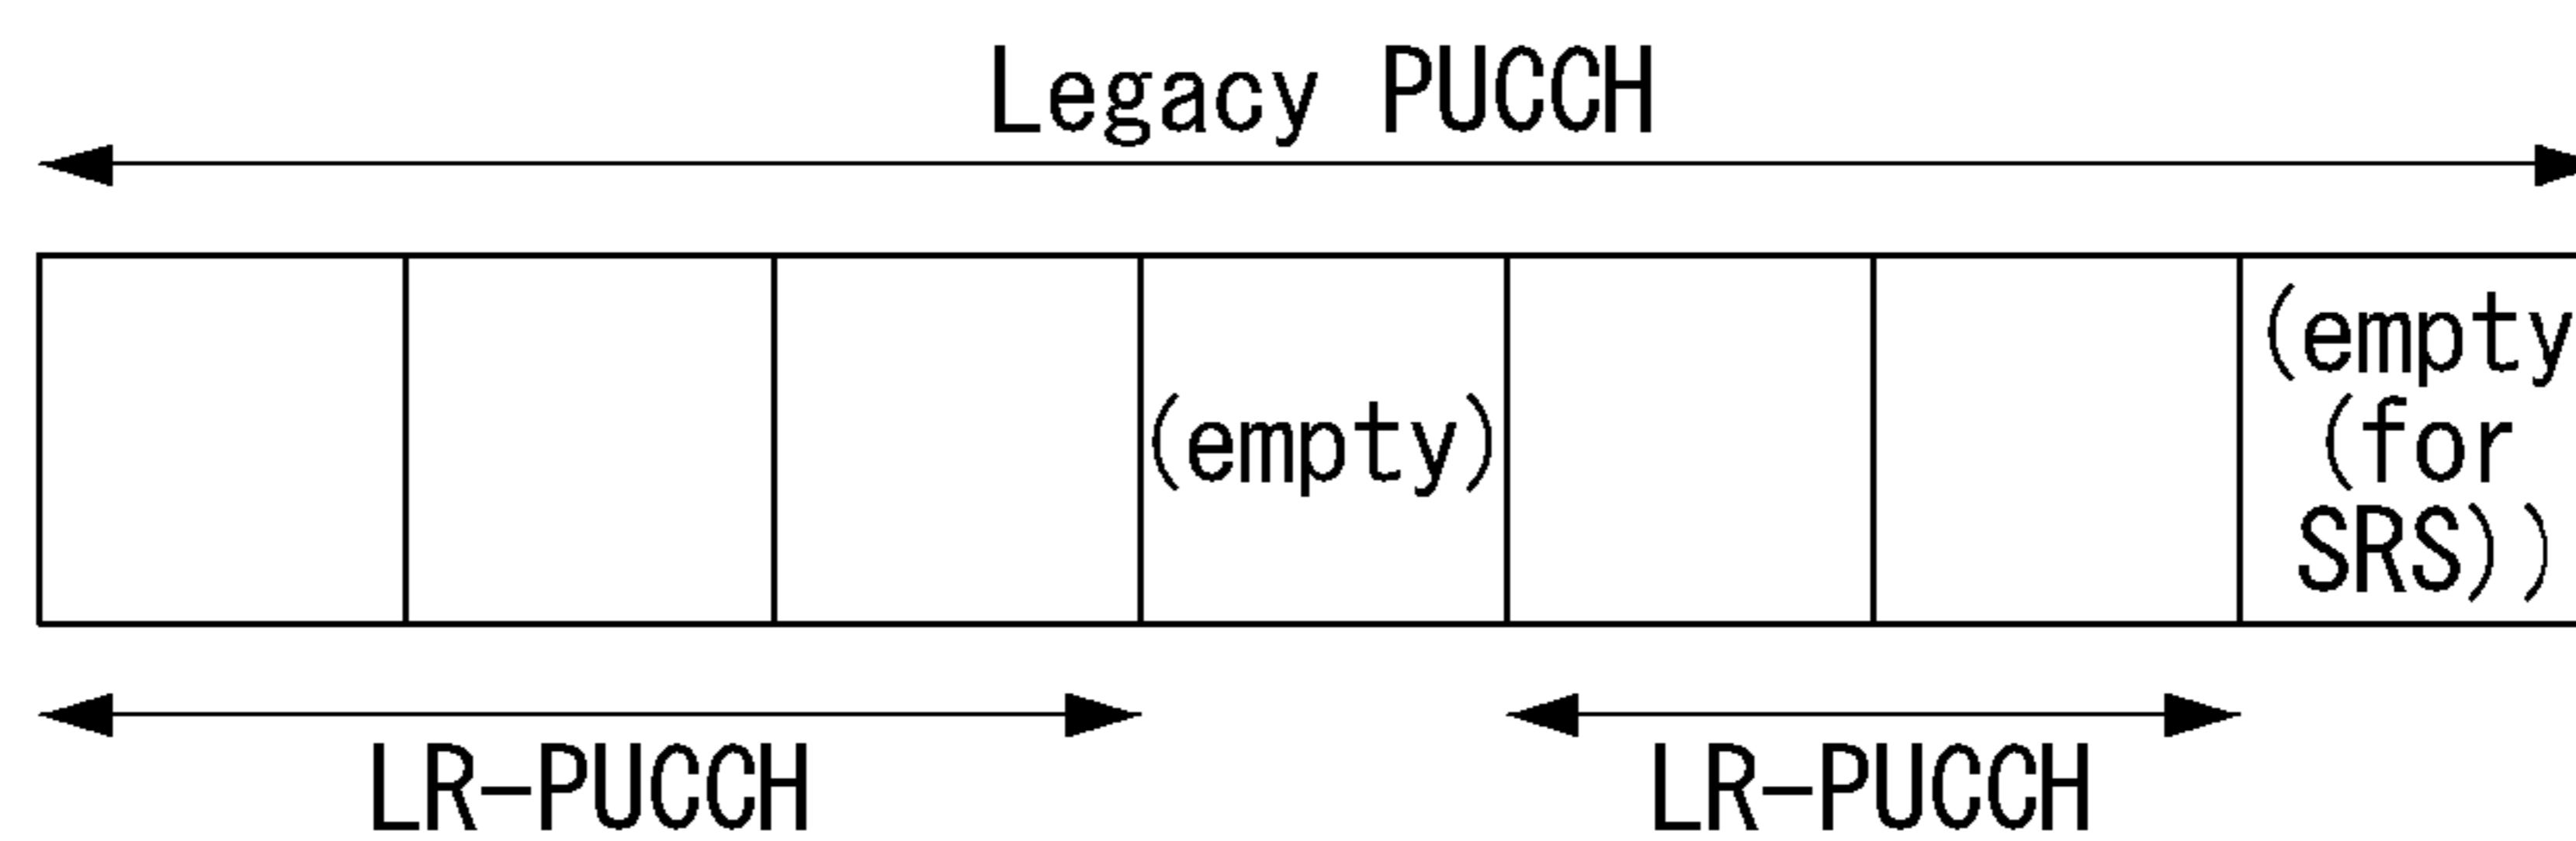 Legacy PUCCH
(empty)
(empty
(for
SRS))
LR-PUCCH
LR-PUCCH